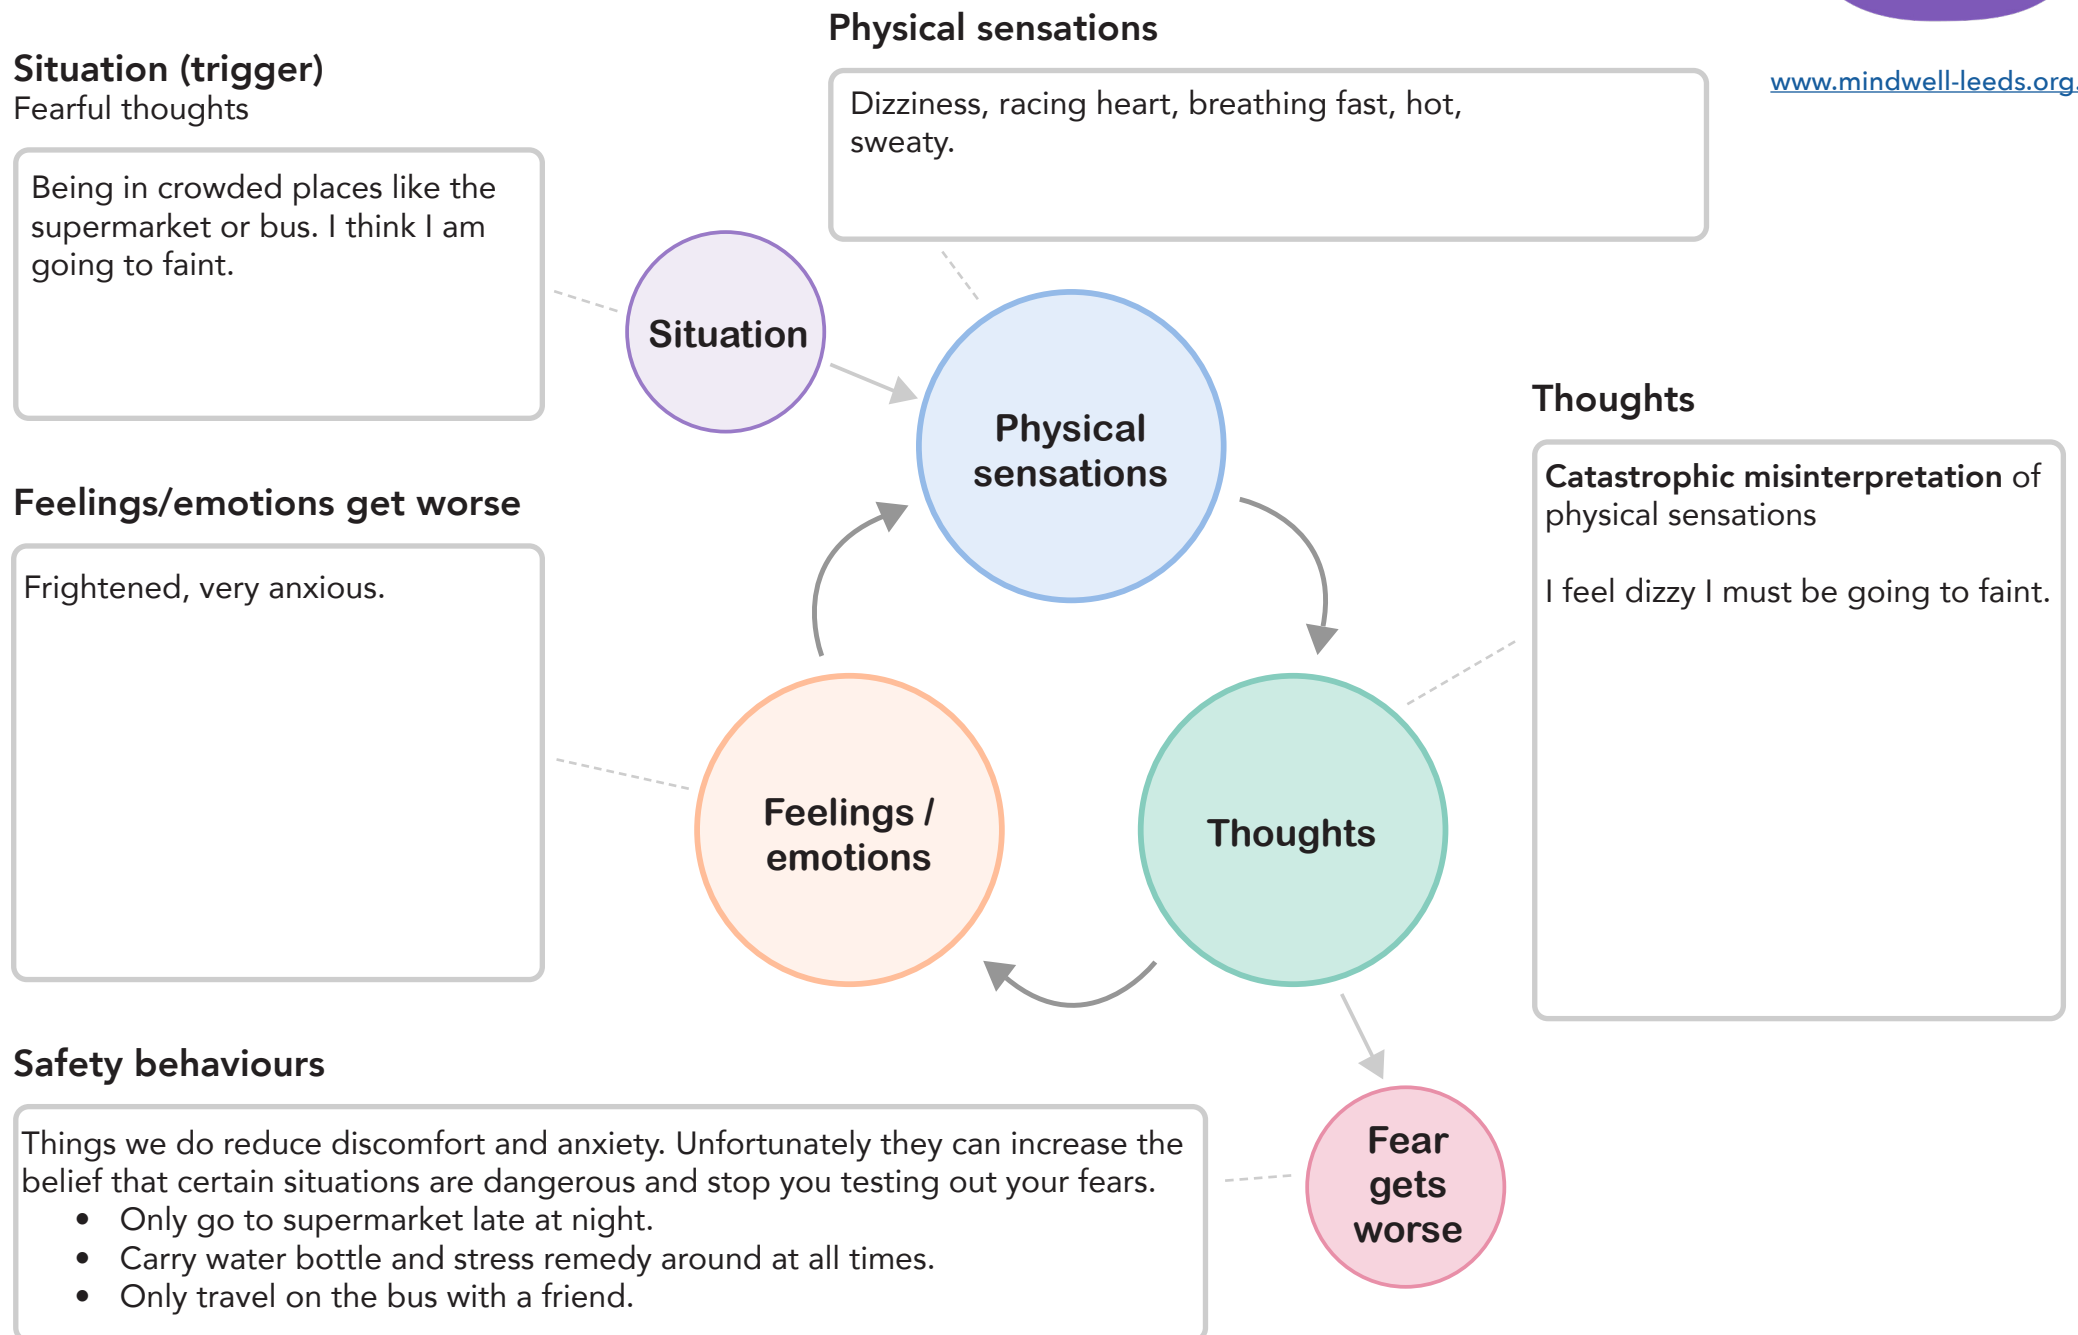 Physical sensations
Situation (trigger)
Fearful thoughts
www.mindwell-leeds.org.
Dizziness, racing heart, breathing fast, hot,
sweaty.
Being in crowded places like the
supermarket or bus. I think I am
going to faint.
Situation
Physical
sensations
Thoughts
Catastrophic misinterpretation of
physical sensations
I feel dizzy I must be going to faint.
Feelings/emotions get worse
Frightened, very anxious.
Feelings /
emotions
Thoughts
Safety behaviours
Things we do reduce discomfort and anxiety. Unfortunately they can increase the
belief that certain situations are dangerous and stop you testing out your fears.
• Only go to supermarket late at night.
• Carry water bottle and stress remedy around at all times.
• Only travel on the bus with a friend.
Fear
gets
worse